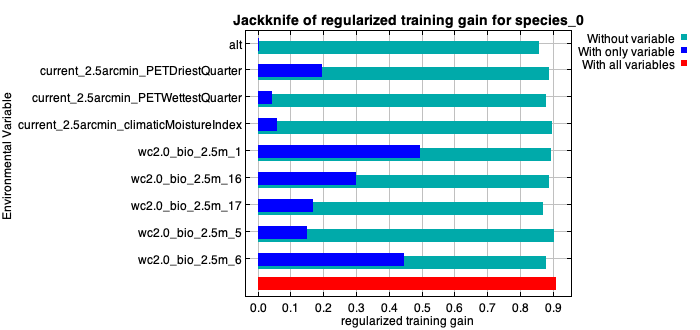 Jackknife of regularized training gain for species_0
Without variable
With only variable
With all variables
Environmental Variable
alt
current_2.5arcmin_PETDriestQuarter
current_2.5arcmin_PETWettestQuarter
current_2.5arcmin_climaticMoistureIndex
wc2.0_bio_2.5m_1
wc2.0_bio_2.5m_16
wc2.0_bio_2.5m_17
wc2.0_bio_2.5m_5
wc2.0_bio_2.5m_6
0.0 0.1 0.2 0.3 0.4 0.5 0.6 0.7 0.8 0.9
regularized training gain